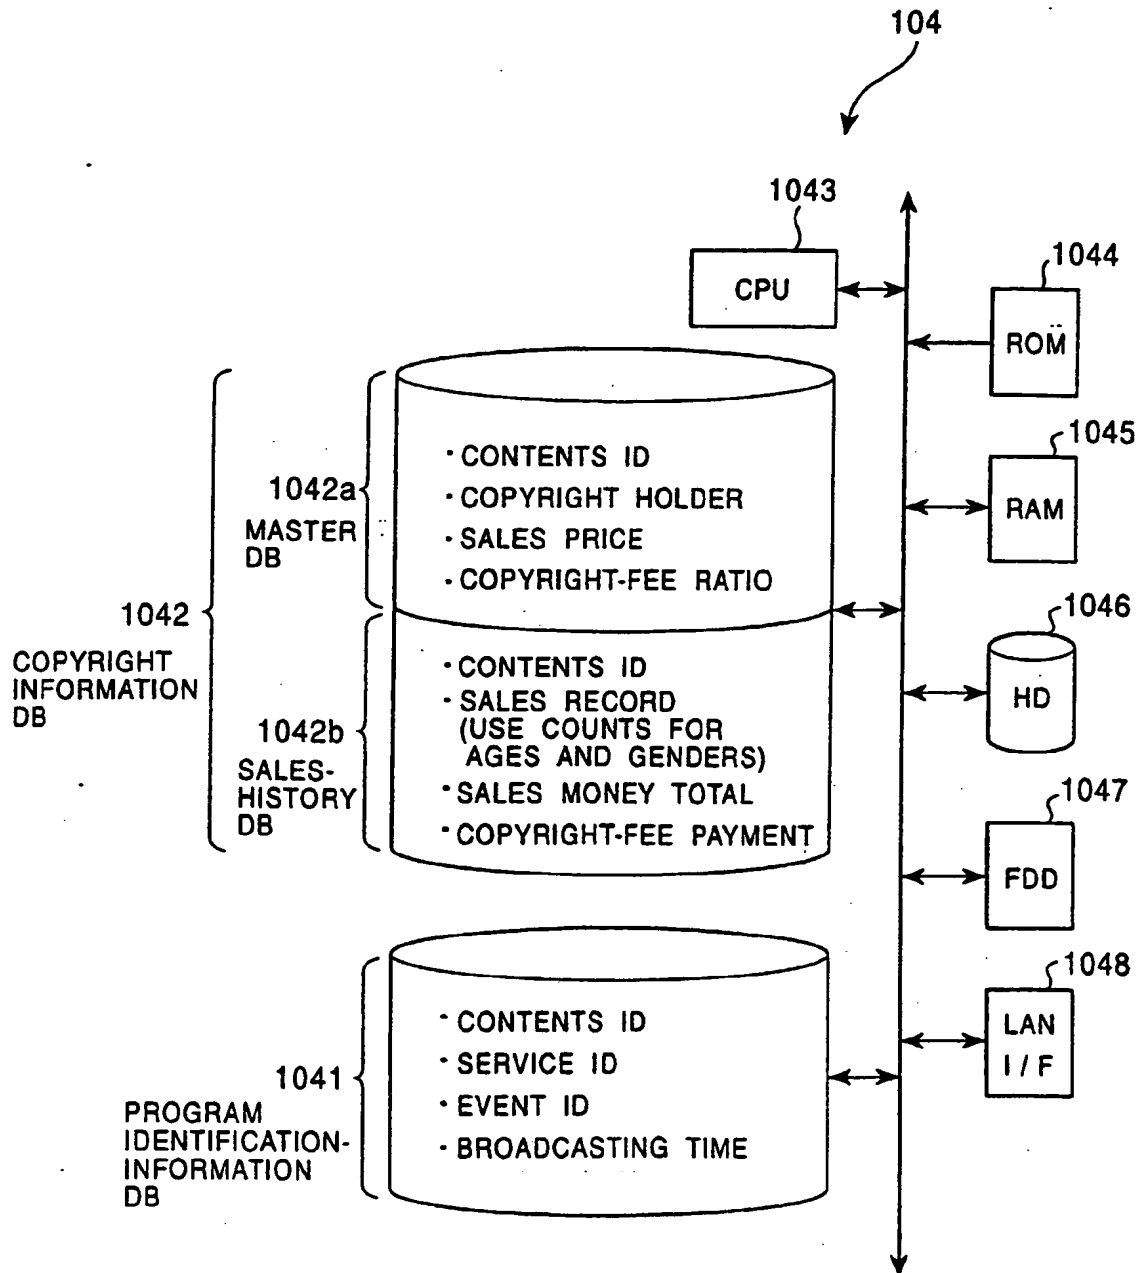 104
1043
CPU
1044
ROM
1045
RAM
1046
HD
1047
FDD
1048
LAN
I / F
1042
COPYRIGHT
INFORMATION
DB
1042a
MASTER
DB
· CONTENTS ID
· COPYRIGHT HOLDER
· SALES PRICE
· COPYRIGHT-FEE RATIO
1042b
SALES-
HISTORY
DB
· CONTENTS ID
· SALES RECORD
(USE COUNTS FOR
AGES AND GENDERS)
· SALES MONEY TOTAL
· COPYRIGHT-FEE PAYMENT
1041
PROGRAM
IDENTIFICATION-
INFORMATION
DB
· CONTENTS ID
· SERVICE ID
· EVENT ID
· BROADCASTING TIME